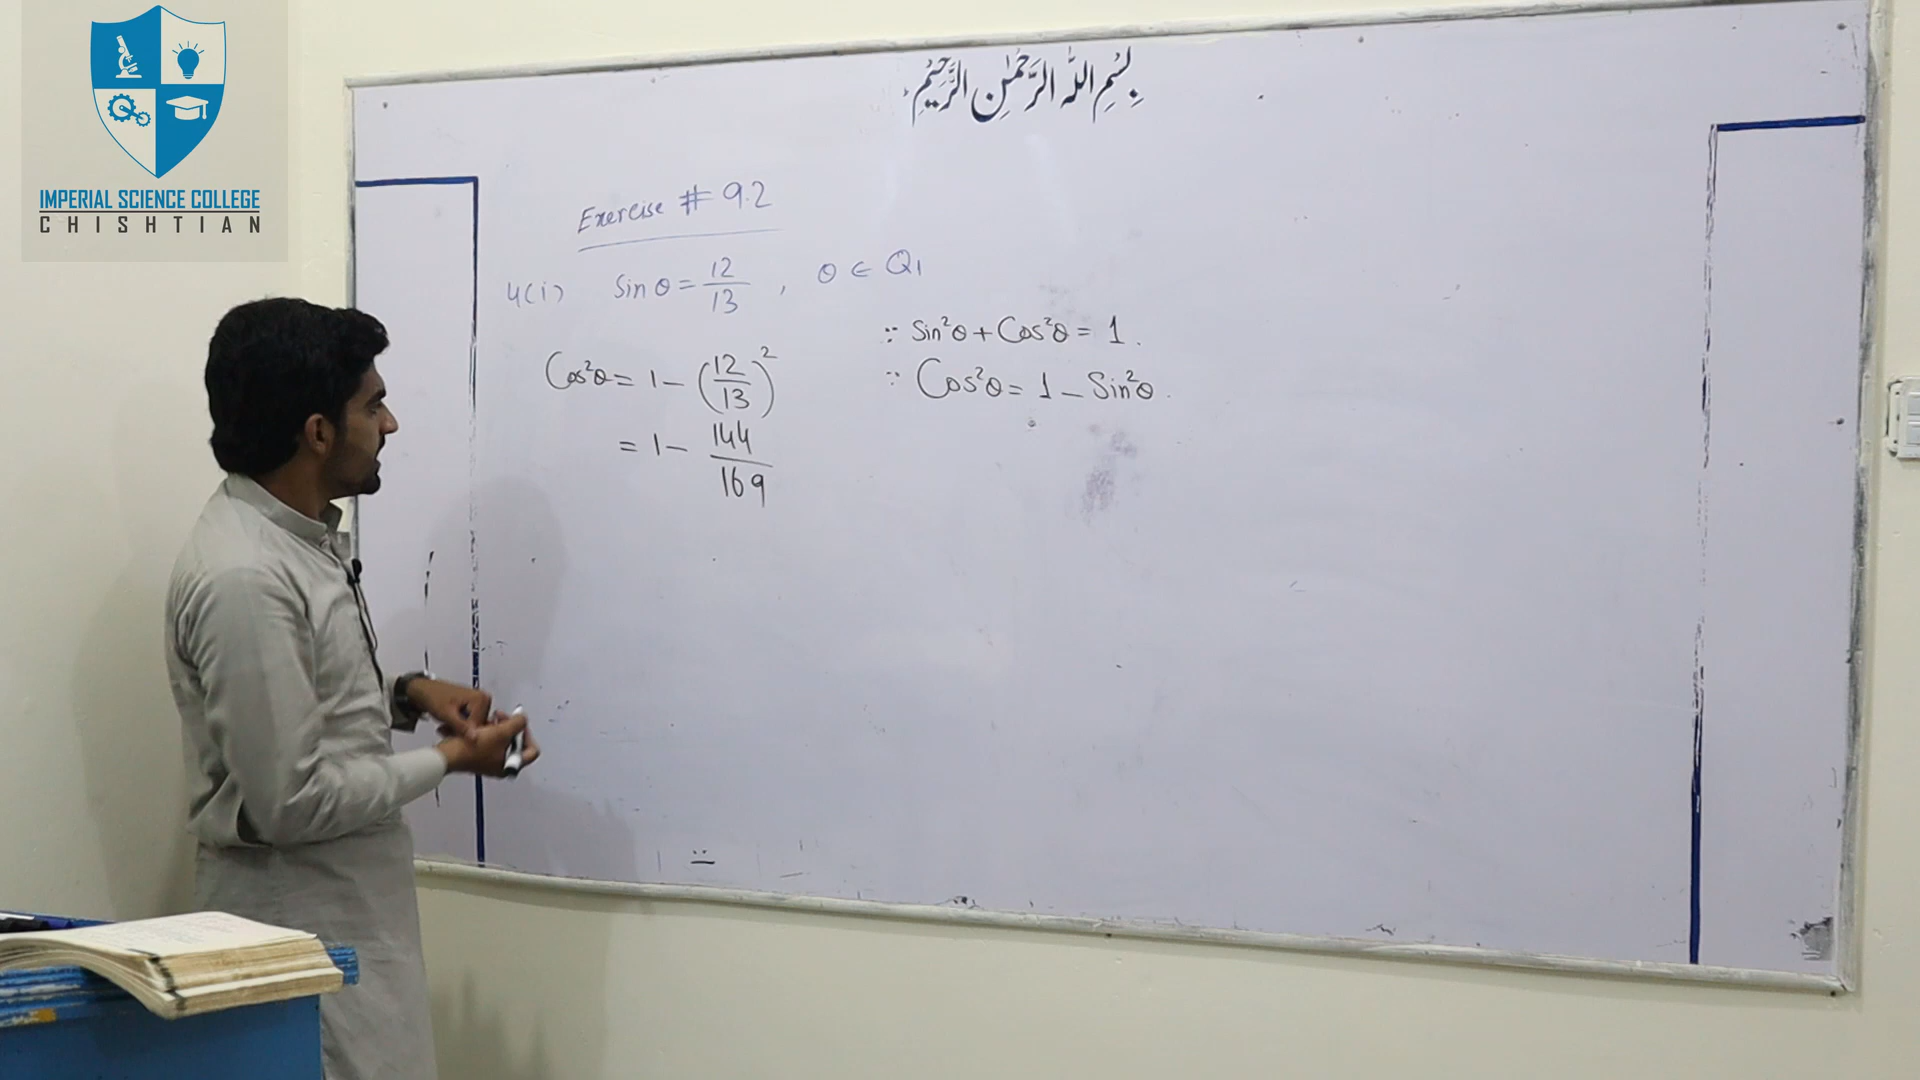 IMPERIAL SCIENCE COLLEGE
CHISHTIAN
بِسْمِ اللهِ الرَّحْمٰنِ الرَّحِيْمِ
Exercise # 9.2
4(i) Sin θ = 12/13 , θ ∈ Q1
∵ Sin²θ + Cos²θ = 1.
Cos²θ = 1 - (12/13)²
∵ Cos²θ = 1 - Sin²θ.
= 1 - 144/169